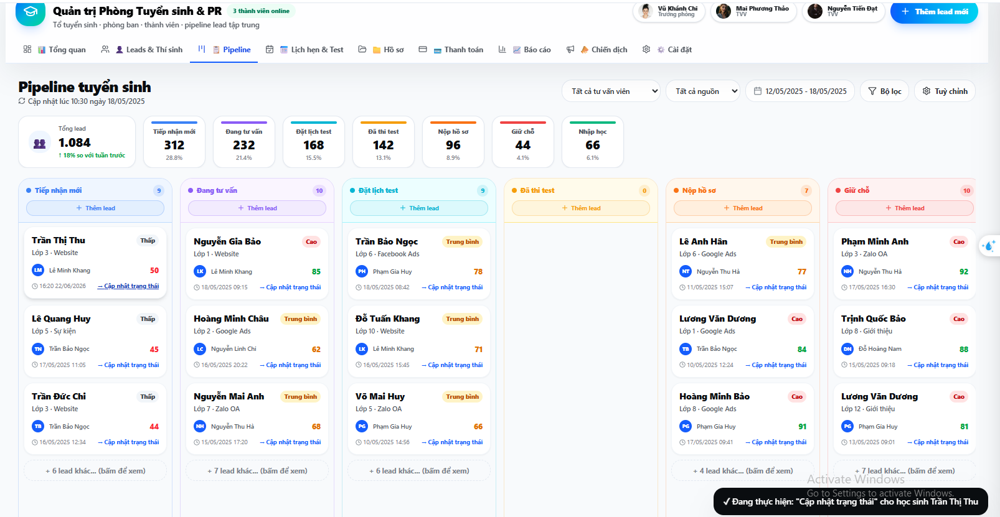 Quản trị Phòng Tuyển sinh & PR
3 thành viên online
Tổ tuyển sinh · phòng ban · thành viên · pipeline lead tập trung
Vũ Khánh Chi
Trưởng phòng
Mai Phương Thảo
TVV
Nguyễn Tiến Đạt
TVV
+ Thêm lead mới
Tổng quan
Leads & Thí sinh
Pipeline
Lịch hẹn & Test
Hồ sơ
Thanh toán
Báo cáo
Chiến dịch
Cài đặt
Pipeline tuyển sinh
Cập nhật lúc 10:30 ngày 18/05/2025
Tất cả tư vấn viên
Tất cả nguồn
12/05/2025 - 18/05/2025
Bộ lọc
Tuỳ chỉnh
Tổng lead
1.084
↑ 18% so với tuần trước
Tiếp nhận mới
312
28.8%
Đang tư vấn
232
21.4%
Đặt lịch test
168
15.5%
Đã thi test
142
13.1%
Nộp hồ sơ
96
8.9%
Giữ chỗ
44
4.1%
Nhập học
66
6.1%
Tiếp nhận mới 9
+ Thêm lead
Trần Thị Thu Thấp
Lớp 3 · Website
LM Lê Minh Khang 50
16:20 22/06/2026 → Cập nhật trạng thái
Lê Quang Huy Thấp
Lớp 5 · Sự kiện
TN Trần Bảo Ngọc 45
17/05/2025 11:05 → Cập nhật trạng thái
Trần Đức Chi Thấp
Lớp 3 · Website
TB Trần Bảo Ngọc 44
16/05/2025 12:34 → Cập nhật trạng thái
+ 6 lead khác... (bấm để xem)
Đang tư vấn 10
+ Thêm lead
Nguyễn Gia Bảo Cao
Lớp 1 · Website
LK Lê Minh Khang 85
18/05/2025 09:15 → Cập nhật trạng thái
Hoàng Minh Châu Trung bình
Lớp 2 · Google Ads
LC Nguyễn Linh Chi 62
16/05/2025 20:22 → Cập nhật trạng thái
Nguyễn Mai Anh Trung bình
Lớp 7 · Zalo OA
NH Nguyễn Thu Hà 68
15/05/2025 17:20 → Cập nhật trạng thái
+ 7 lead khác... (bấm để xem)
Đặt lịch test 9
+ Thêm lead
Trần Bảo Ngọc Trung bình
Lớp 6 · Facebook Ads
PH Phạm Gia Huy 78
18/05/2025 08:42 → Cập nhật trạng thái
Đỗ Tuấn Khang Trung bình
Lớp 10 · Website
LK Lê Minh Khang 71
16/05/2025 15:45 → Cập nhật trạng thái
Võ Mai Huy Trung bình
Lớp 5 · Zalo OA
PG Phạm Gia Huy 66
10/05/2025 14:56 → Cập nhật trạng thái
+ 6 lead khác... (bấm để xem)
Đã thi test 0
+ Thêm lead
Nộp hồ sơ 7
+ Thêm lead
Lê Anh Hân Trung bình
Lớp 6 · Google Ads
NT Nguyễn Thu Hà 77
11/05/2025 15:07 → Cập nhật trạng thái
Lương Văn Dương Cao
Lớp 1 · Google Ads
TB Trần Bảo Ngọc 84
10/05/2025 12:24 → Cập nhật trạng thái
Hoàng Minh Bảo Cao
Lớp 8 · Google Ads
PG Phạm Gia Huy 91
17/05/2025 09:41 → Cập nhật trạng thái
+ 4 lead khác... (bấm để xem)
Giữ chỗ 10
+ Thêm lead
Phạm Minh Anh Cao
Lớp 3 · Zalo OA
NH Nguyễn Thu Hà 92
17/05/2025 16:30 → Cập nhật trạng thái
Trịnh Quốc Bảo Cao
Lớp 8 · Giới thiệu
ĐN Đỗ Hoàng Nam 88
15/05/2025 09:18 → Cập nhật trạng thái
Lương Văn Dương Cao
Lớp 12 · Giới thiệu
PG Phạm Gia Huy 81
13/05/2025 09:01 → Cập nhật trạng thái
+ 7 lead khác... (bấm để xem)
Activate Windows
Go to Settings to activate Windows.
✓ Đang thực hiện: "Cập nhật trạng thái" cho học sinh Trần Thị Thu